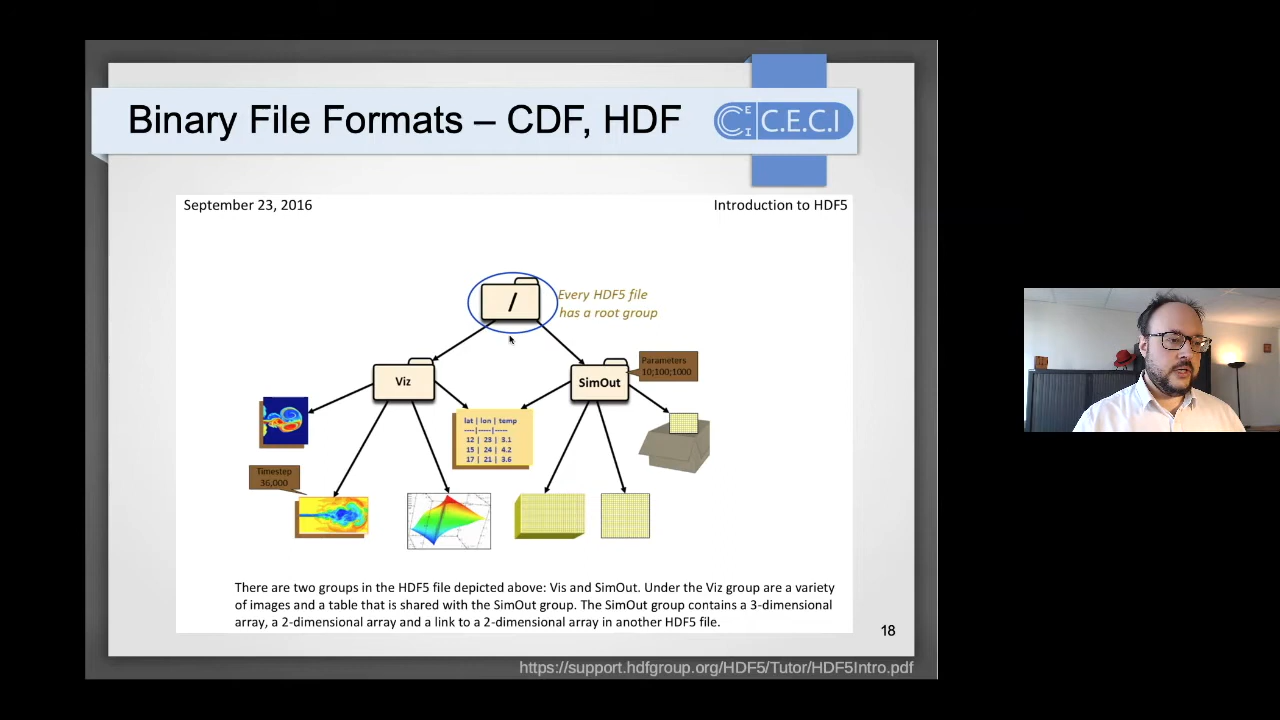 Binary File Formats – CDF, HDF
C E C I
C.E.C.I
September 23, 2016
Introduction to HDF5
/
Every HDF5 file
has a root group
Viz
SimOut
Parameters
10;100;1000
lat | lon | temp
----|-----|-----
12 | 23 | 3.1
15 | 24 | 4.2
17 | 21 | 3.6
Timestep
36,000
There are two groups in the HDF5 file depicted above: Vis and SimOut. Under the Viz group are a variety
of images and a table that is shared with the SimOut group. The SimOut group contains a 3-dimensional
array, a 2-dimensional array and a link to a 2-dimensional array in another HDF5 file.
18
https://support.hdfgroup.org/HDF5/Tutor/HDF5Intro.pdf